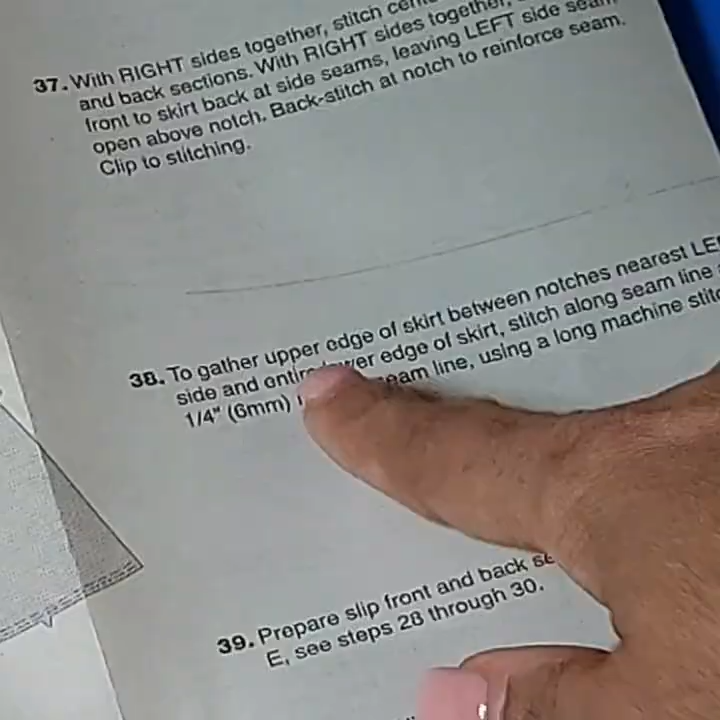 37. With RIGHT sides together, stitch
and back sections. With RIGHT sides together,
front to skirt back at side seams, leaving LEFT side seam
open above notch. Back-stitch at notch to reinforce seam.
Clip to stitching.
38. To gather upper edge of skirt between notches nearest
side and edge of skirt, stitch along seam line
1/4" (6mm) line, using a long machine
39. Prepare slip front and back
E, see steps 28 through 30.